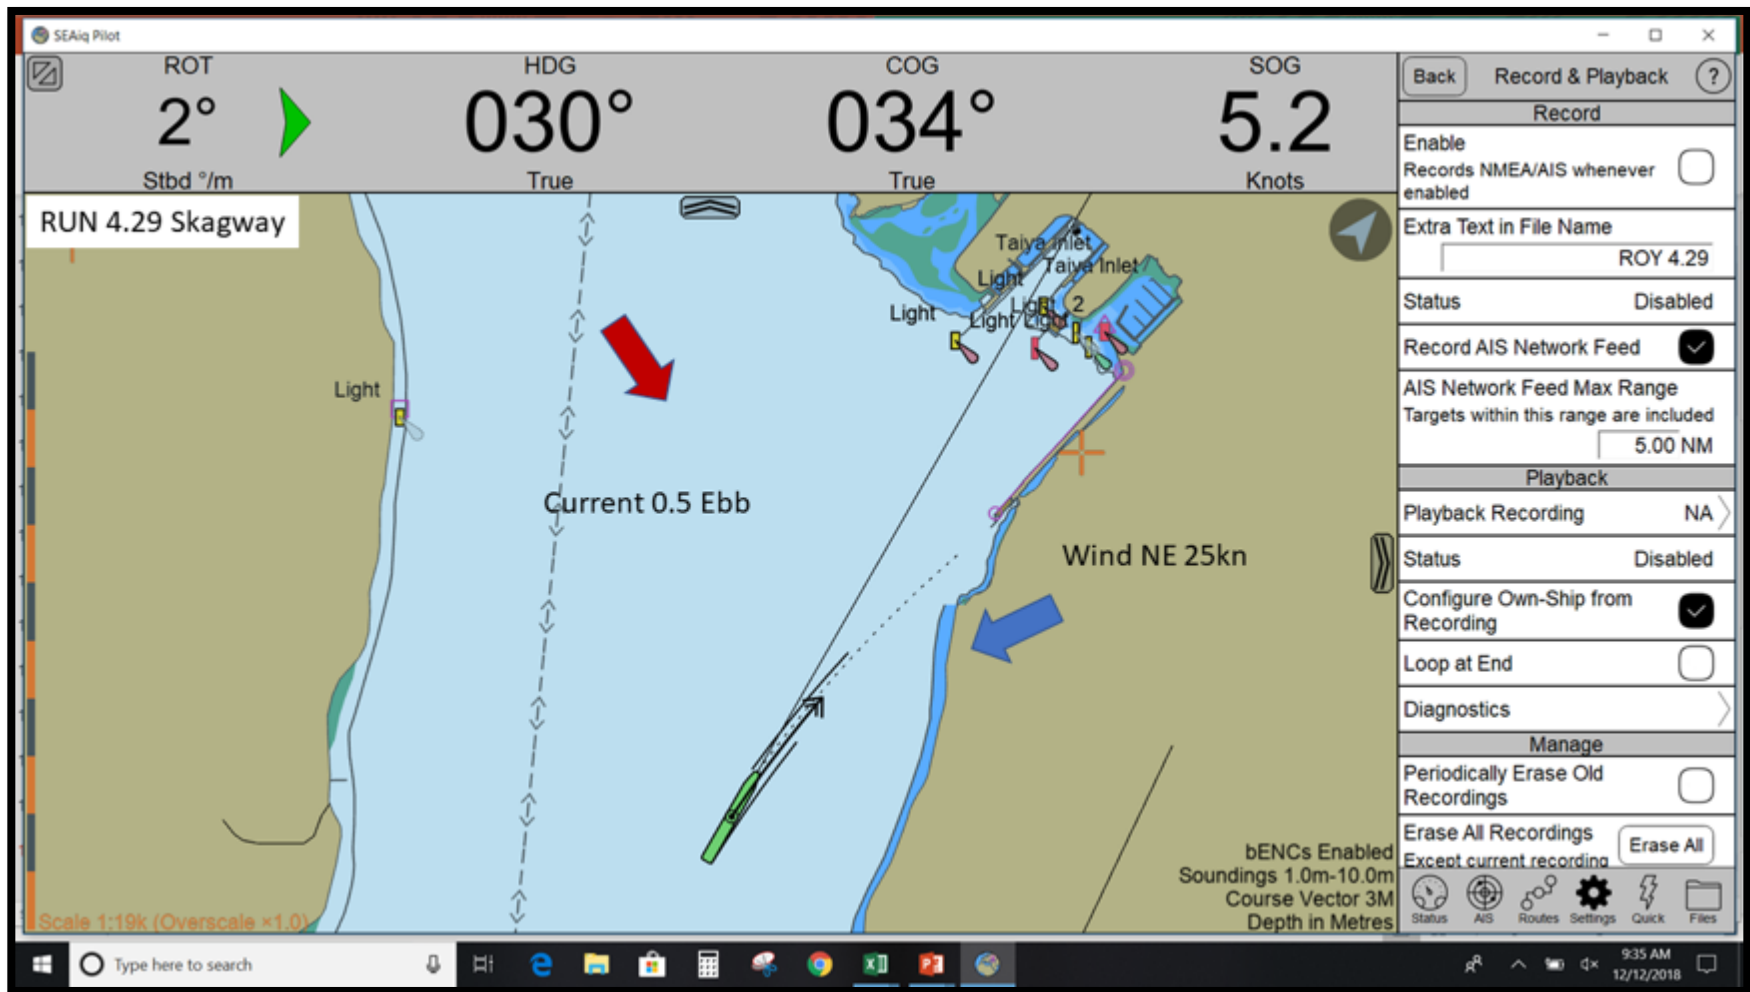 SEAiq Pilot
ROT
HDG
COG
SOG
2°
030°
034°
5.2
Stbd °/m
True
True
Knots
RUN 4.29 Skagway
Taiya Inlet
Taiya Inlet
Light
Light
Light
Light
Light
2
Light
Current 0.5 Ebb
Wind NE 25kn
bENCs Enabled
Soundings 1.0m-10.0m
Course Vector 3M
Depth in Metres
Scale 1:19k (Overscale ×1.0)
Back
Record & Playback
?
Record
Enable
Records NMEA/AIS whenever
enabled
Extra Text in File Name
ROY 4.29
Status Disabled
Record AIS Network Feed
AIS Network Feed Max Range
Targets within this range are included
5.00 NM
Playback
Playback Recording NA
Status Disabled
Configure Own-Ship from
Recording
Loop at End
Diagnostics
Manage
Periodically Erase Old
Recordings
Erase All Recordings
Erase All
Except current recording
Status AIS Routes Settings Quick Files
Type here to search
9:35 AM
12/12/2018